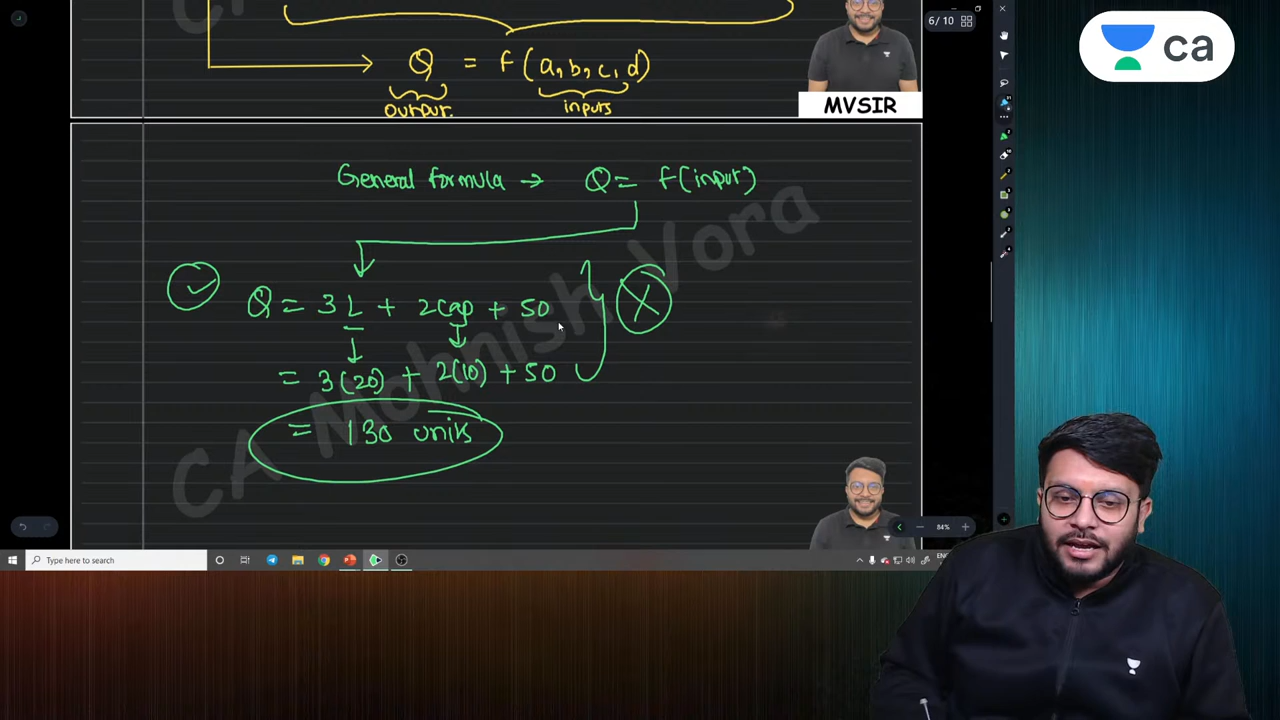 6/10
ca
Q = f(a, b, c, d)
output.
inputs
MVSIR
General formula → Q = f(input)
Q = 3L + 2cap + 50
= 3(20) + 2(10) + 50
= 130 units
CA Mohnish Vora
84%
Type here to search